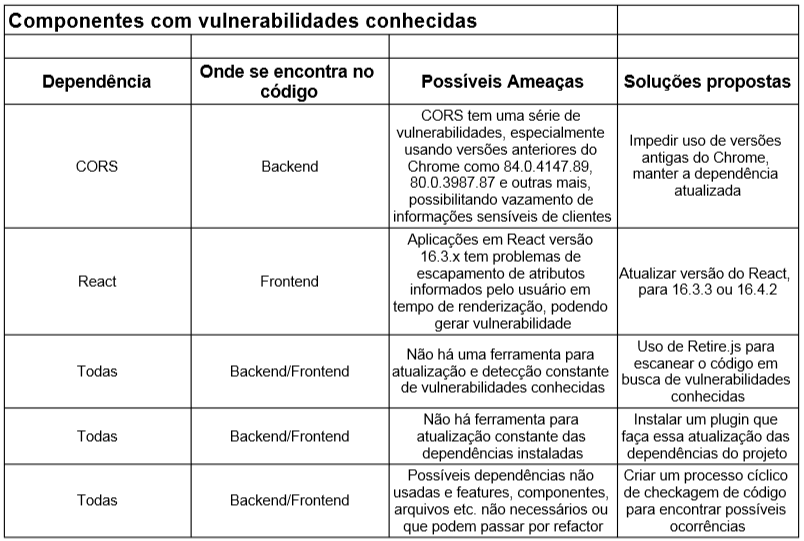 Componentes com vulnerabilidades conhecidas
Dependência
Onde se encontra no
código
Possíveis Ameaças
Soluções propostas
CORS
Backend
CORS tem uma série de
vulnerabilidades, especialmente
usando versões anteriores do
Chrome como 84.0.4147.89,
80.0.3987.87 e outras mais,
possibilitando vazamento de
informações sensíveis de clientes
Impedir uso de versões
antigas do Chrome,
manter a dependência
atualizada
React
Frontend
Aplicações em React versão
16.3.x tem problemas de
escapamento de atributos
informados pelo usuário em
tempo de renderização, podendo
gerar vulnerabilidade
Atualizar versão do React,
para 16.3.3 ou 16.4.2
Todas
Backend/Frontend
Não há uma ferramenta para
atualização e detecção constante
de vulnerabilidades conhecidas
Uso de Retire.js para
escanear o código em
busca de vulnerabilidades
conhecidas
Todas
Backend/Frontend
Não há ferramenta para
atualização constante das
dependências instaladas
Instalar um plugin que
faça essa atualização das
dependências do projeto
Todas
Backend/Frontend
Possíveis dependências não
usadas e features, componentes,
arquivos etc. não necessários ou
que podem passar por refactor
Criar um processo cíclico
de checkagem de código
para encontrar possíveis
ocorrências